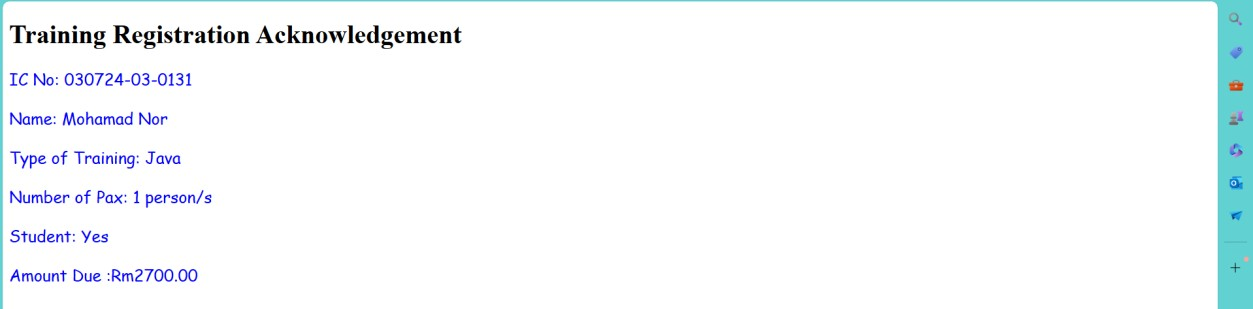 Training Registration Acknowledgement
IC No: 030724-03-0131
Name: Mohamad Nor
Type of Training: Java
Number of Pax: 1 person/s
Student: Yes
Amount Due :Rm2700.00